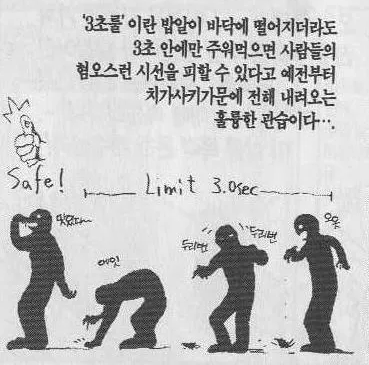 '3초룰' 이란 밥알이 바닥에 떨어지더라도
3초 안에만 주워먹으면 사람들의
혐오스런 시선을 피할 수 있다고 예전부터
치가사키가문에 전해 내려오는
훌륭한 관습이다···.
Safe!
Limit 3.0sec
맛있다~
에잇
두리번
두리번
오옷